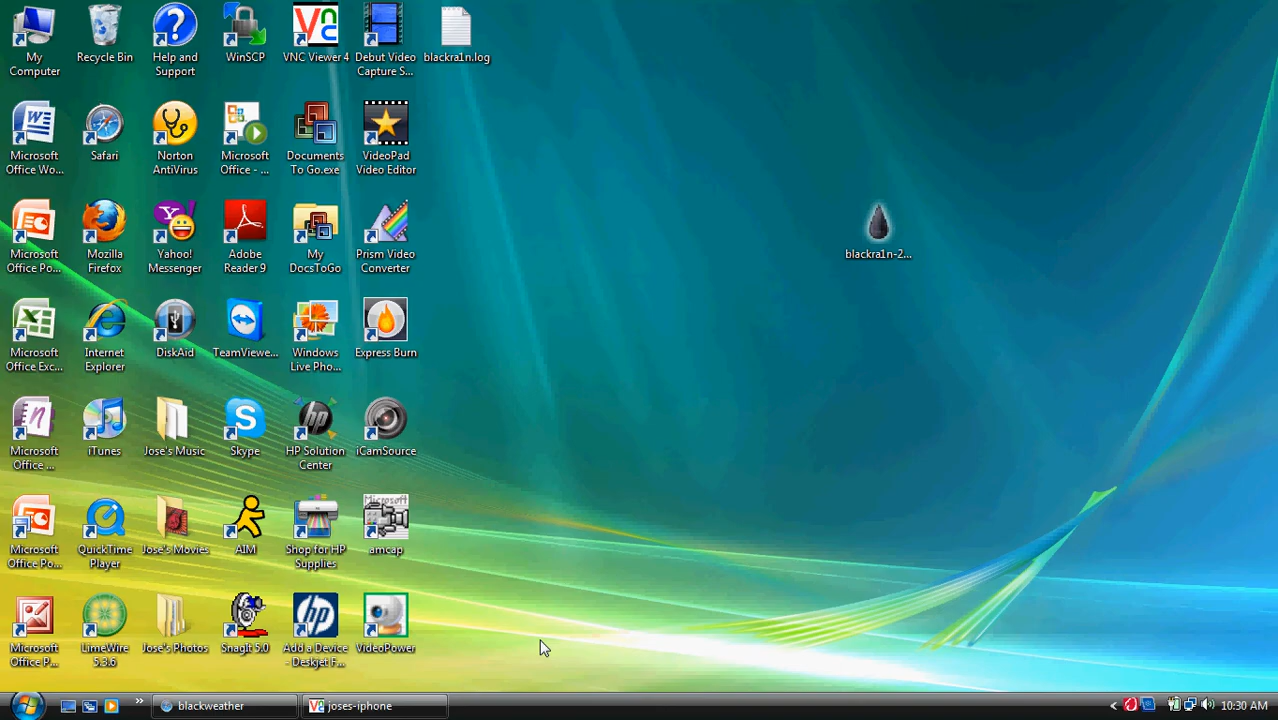 My Computer
Recycle Bin
Help and Support
WinSCP
VNC Viewer 4
Debut Video Capture S...
blackra1n.log
Microsoft Office Wo...
Safari
Norton AntiVirus
Microsoft Office - ...
Documents To Go.exe
VideoPad Video Editor
Microsoft Office Po...
Mozilla Firefox
Yahoo! Messenger
Adobe Reader 9
My DocsToGo
Prism Video Converter
blackra1n-2...
Microsoft Office Exc...
Internet Explorer
DiskAid
TeamViewe...
Windows Live Pho...
Express Burn
Microsoft Office ...
iTunes
Jose's Music
Skype
HP Solution Center
iCamSource
Microsoft Office Po...
QuickTime Player
Jose's Movies
AIM
Shop for HP Supplies
Microsoft
amcap
Microsoft Office P...
LimeWire 5.3.6
Jose's Photos
SnagIt 5.0
Add a Device - Deskjet F...
VideoPower
blackweather
joses-iphone
10:30 AM